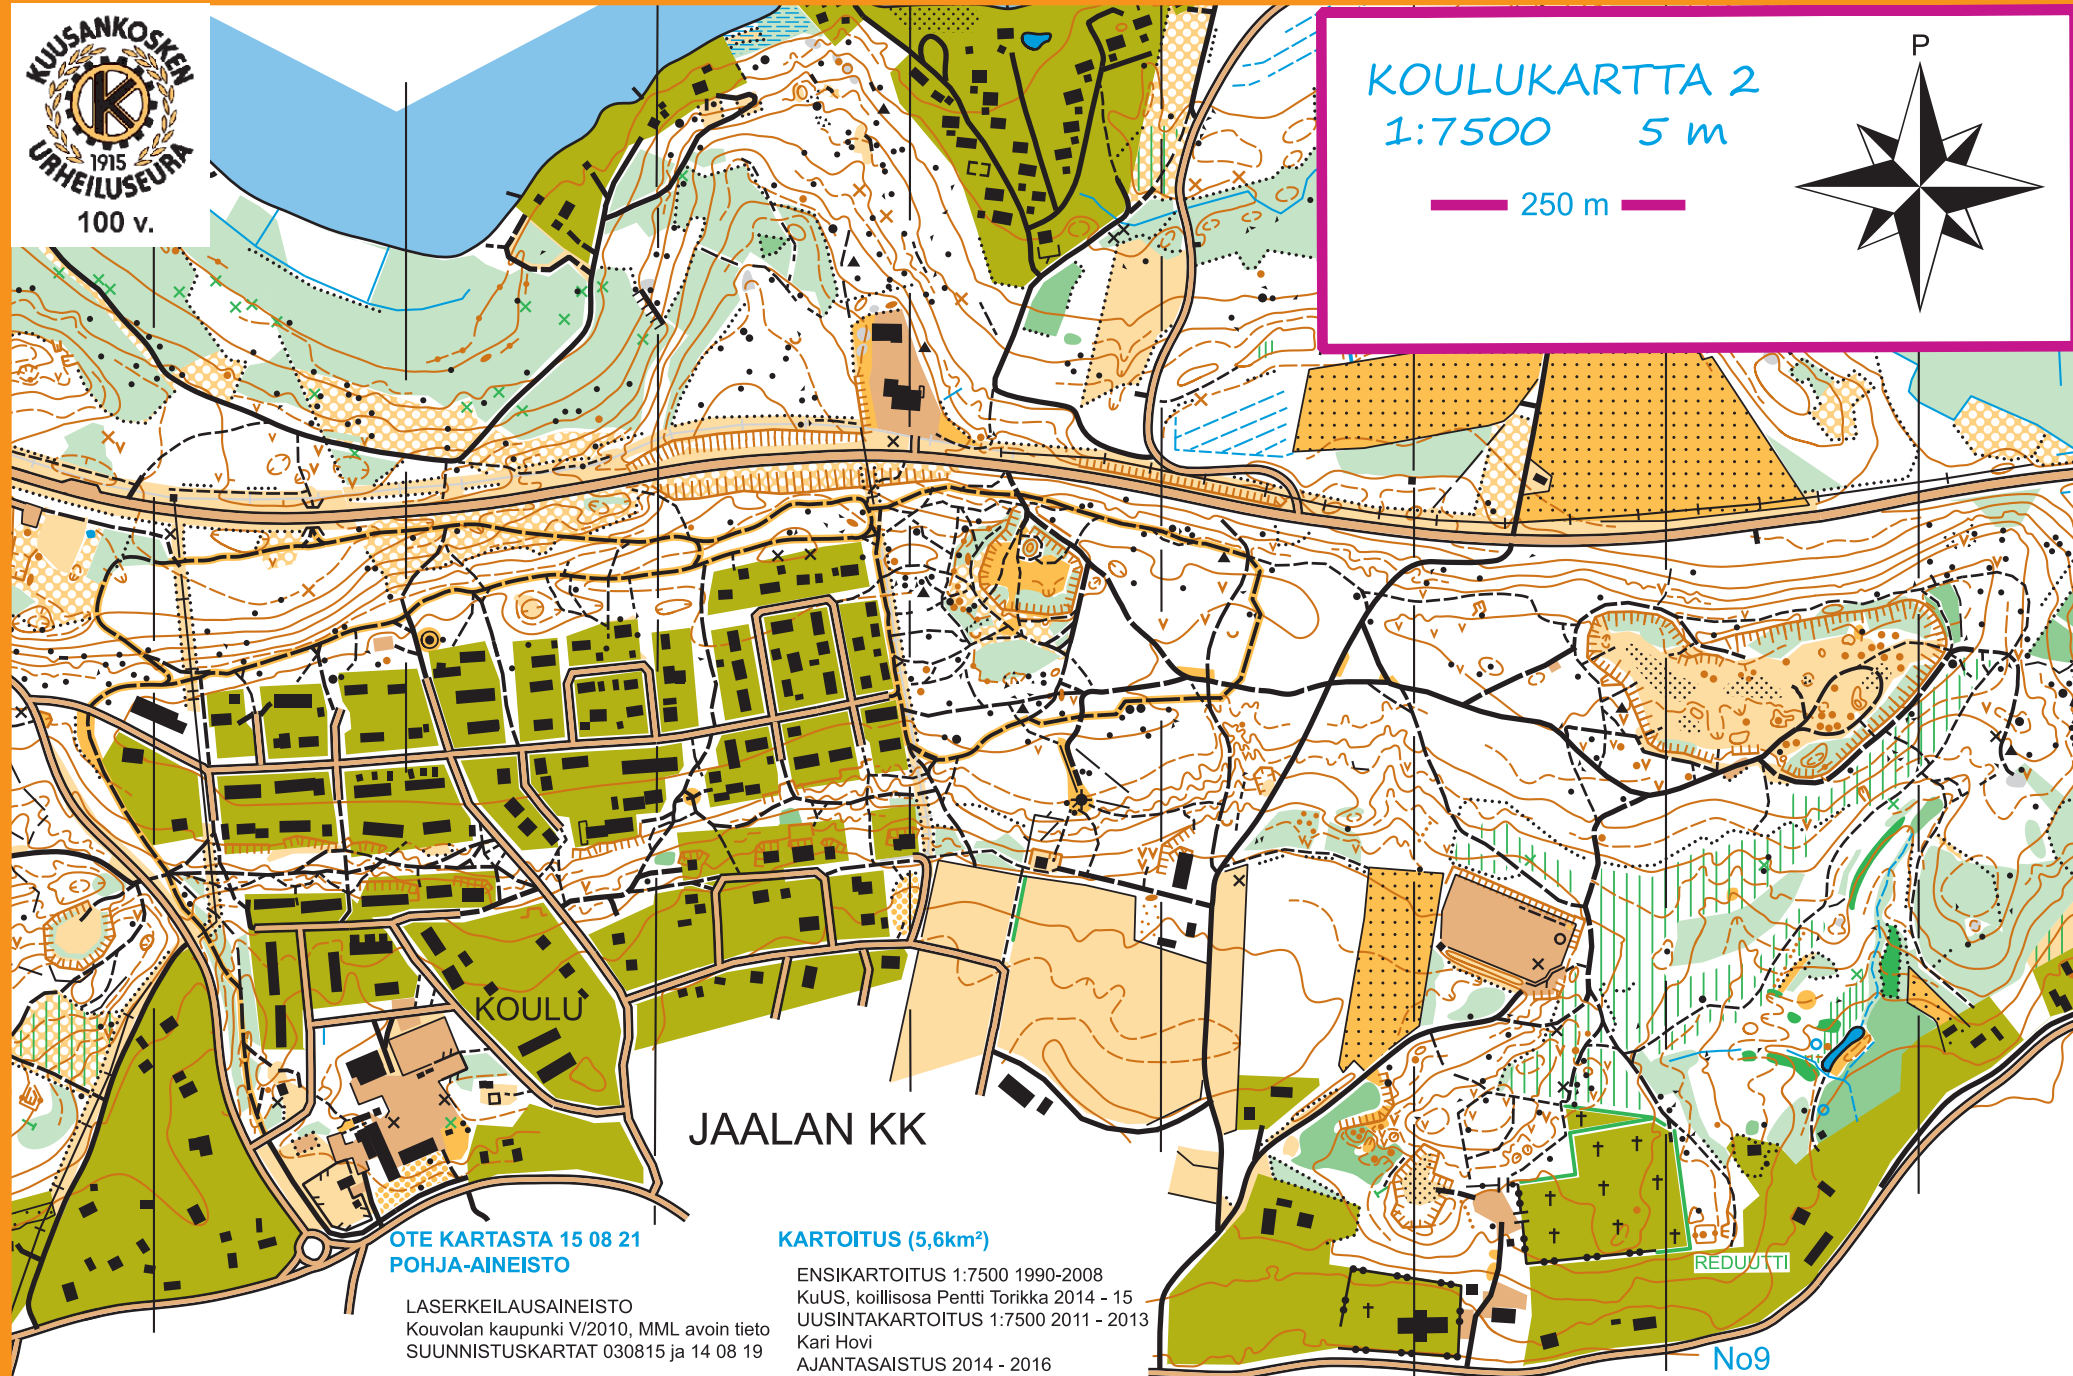 KUUSANKOSKEN
K
1915
URHEILUSEURA
100 v.
KOULUKARTTA 2
1:7500 5 m
250 m
P
KOULU
JAALAN KK
OTE KARTASTA 15 08 21
POHJA-AINEISTO
LASERKEILAUSAINEISTO
Kouvolan kaupunki V/2010, MML avoin tieto
SUUNNISTUSKARTAT 030815 ja 14 08 19
KARTOITUS (5,6km²)
ENSIKARTOITUS 1:7500 1990-2008
KuUS, koillisosa Pentti Torikka 2014 - 15
UUSINTAKARTOITUS 1:7500 2011 - 2013
Kari Hovi
AJANTASAISTUS 2014 - 2016
REDUUTTI
No9